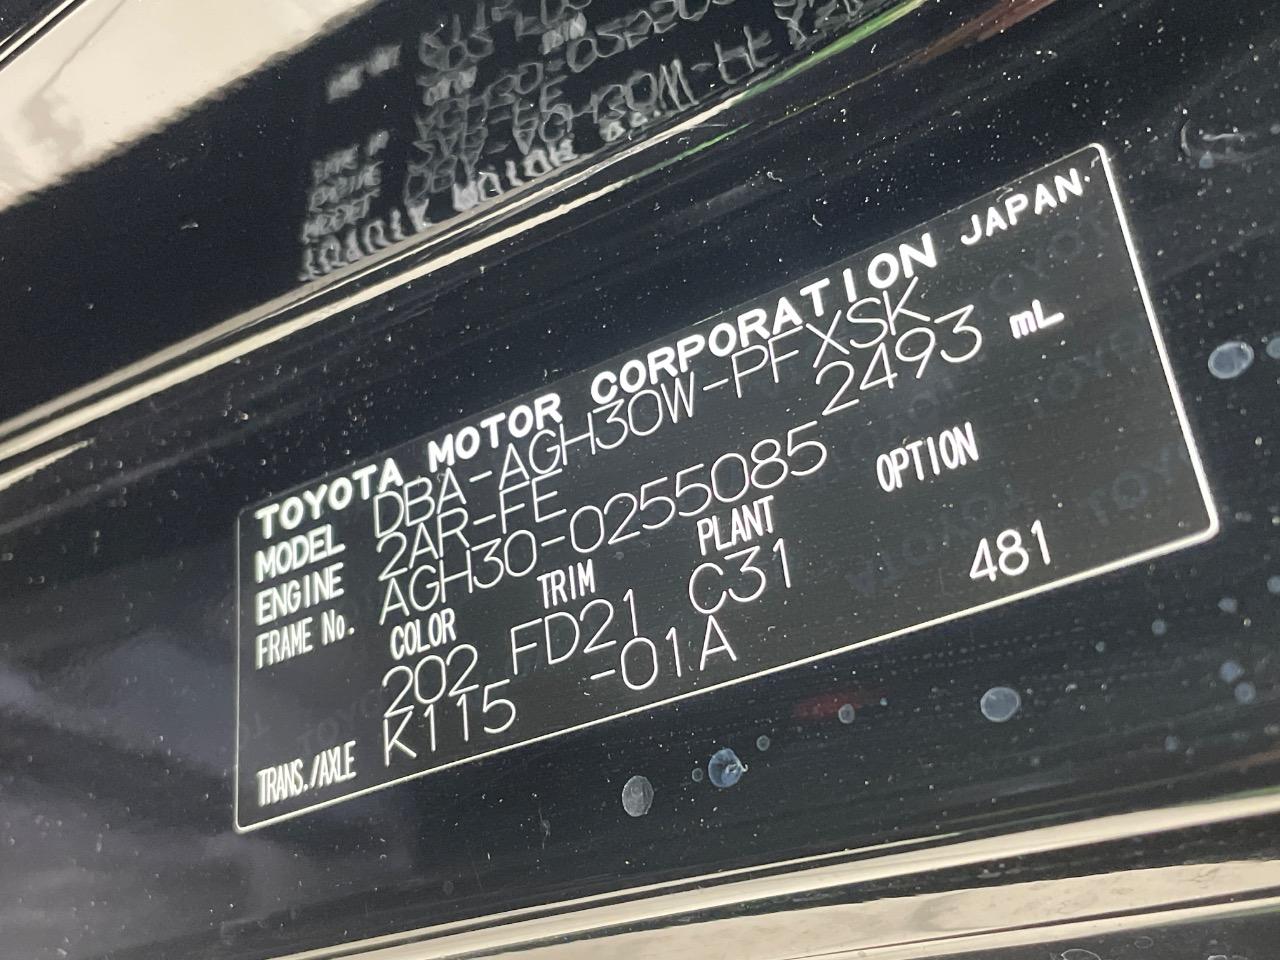 TOYOTA MOTOR CORPORATION JAPAN
MODEL DBA-AGH30W-PFXSK
ENGINE 2AR-FE 2493 mL
FRAME No. AGH30-0255085
COLOR TRIM PLANT OPTION
202 FD21 C31 481
TRANS./AXLE K115 -01A